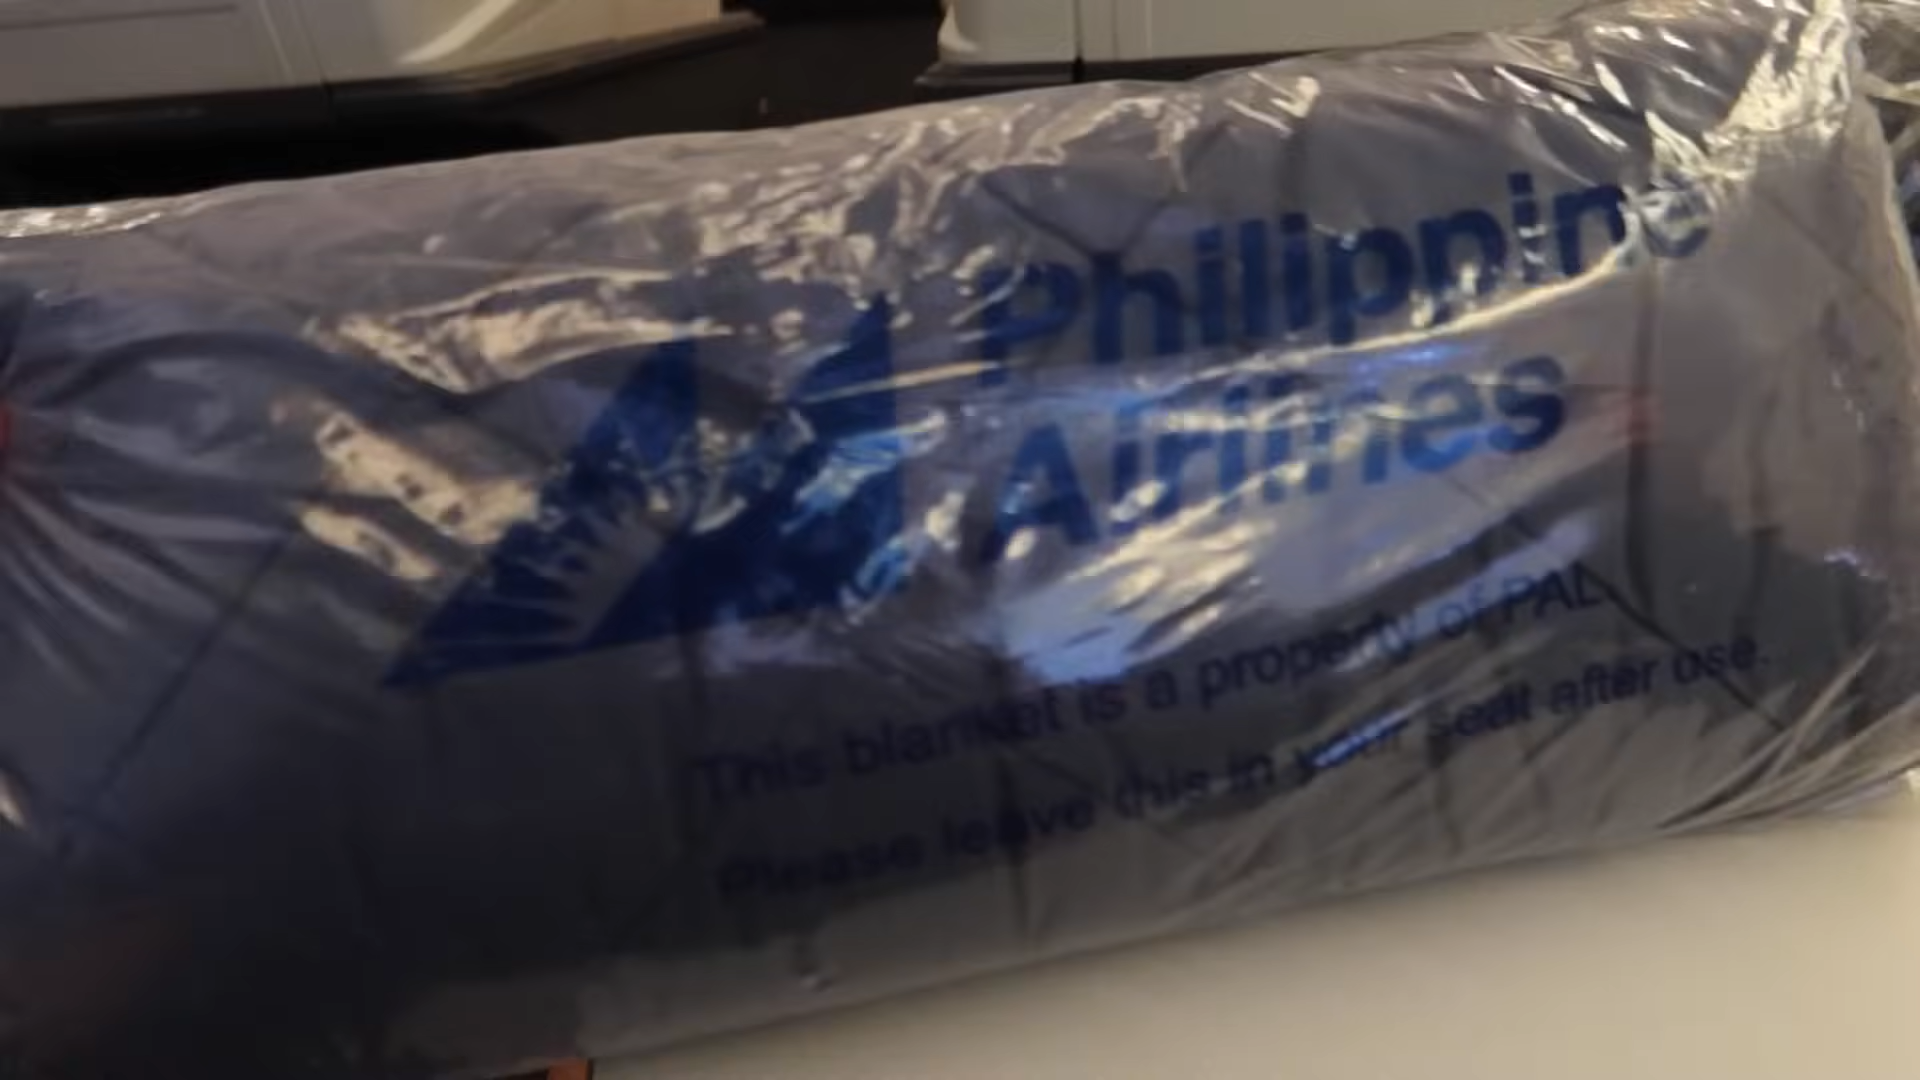 Philippine
Airlines
This blanket is a property of PAL.
Please leave this in your seat after use.